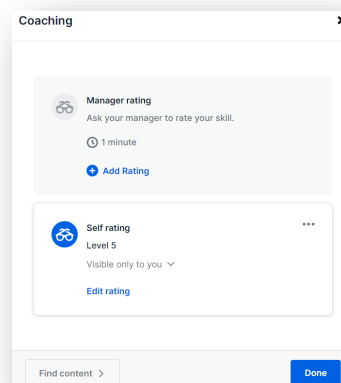 Coaching
Manager rating
Ask your manager to rate your skill.
1 minute
Add Rating
Self rating
Level 5
Visible only to you
Edit rating
Find content
Done